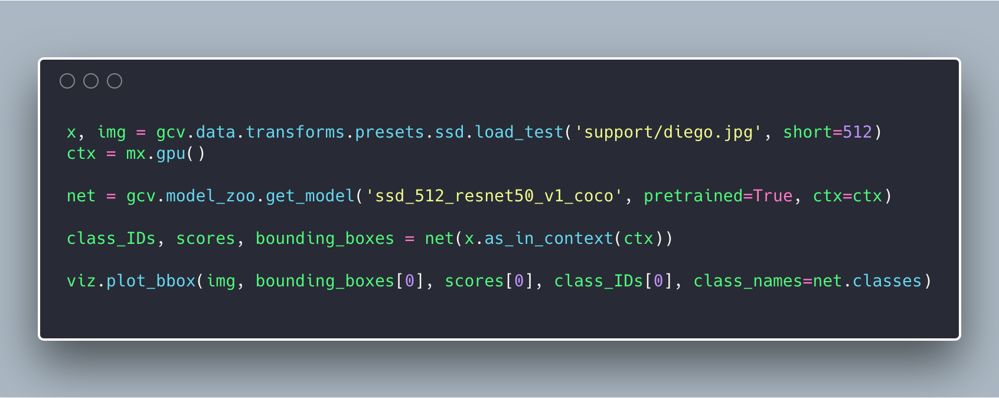 x, img = gcv.data.transforms.presets.ssd.load_test('support/diego.jpg', short=512)
ctx = mx.gpu()
net = gcv.model_zoo.get_model('ssd_512_resnet50_v1_coco', pretrained=True, ctx=ctx)
class_IDs, scores, bounding_boxes = net(x.as_in_context(ctx))
viz.plot_bbox(img, bounding_boxes[0], scores[0], class_IDs[0], class_names=net.classes)